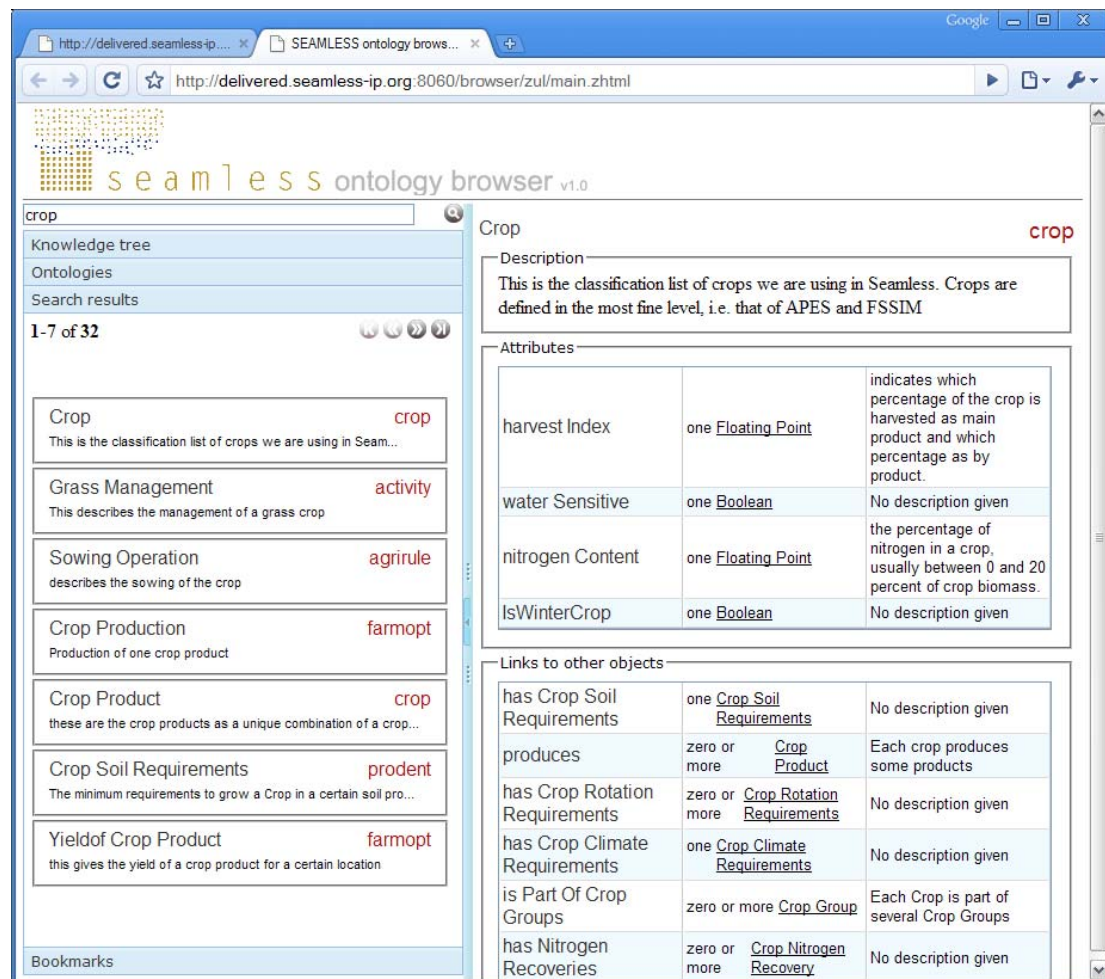 Google
http://delivered.seamless-ip....
SEAMLESS ontology brows...
http://delivered.seamless-ip.org:8060/browser/zul/main.zhtml
seamless ontology browser v1.0
crop
Knowledge tree
Ontologies
Search results
1-7 of 32
Crop crop
This is the classification list of crops we are using in Seam...
Grass Management activity
This describes the management of a grass crop
Sowing Operation agrirule
describes the sowing of the crop
Crop Production farmopt
Production of one crop product
Crop Product crop
these are the crop products as a unique combination of a crop...
Crop Soil Requirements prodent
The minimum requirements to grow a Crop in a certain soil pro...
Yieldof Crop Product farmopt
this gives the yield of a crop product for a certain location
Bookmarks
Crop crop
Description
This is the classification list of crops we are using in Seamless. Crops are
defined in the most fine level, i.e. that of APES and FSSIM
Attributes
harvest Index
one Floating Point
indicates which
percentage of the crop is
harvested as main
product and which
percentage as by
product.
water Sensitive
one Boolean
No description given
nitrogen Content
one Floating Point
the percentage of
nitrogen in a crop,
usually between 0 and 20
percent of crop biomass.
IsWinterCrop
one Boolean
No description given
Links to other objects
has Crop Soil
Requirements
one Crop Soil
Requirements
No description given
produces
zero or more
Crop
Product
Each crop produces
some products
has Crop Rotation
Requirements
zero or more
Crop Rotation
Requirements
No description given
has Crop Climate
Requirements
one Crop Climate
Requirements
No description given
is Part Of Crop
Groups
zero or more Crop Group
Each Crop is part of
several Crop Groups
has Nitrogen
Recoveries
zero or more
Crop Nitrogen
Recovery
No description given